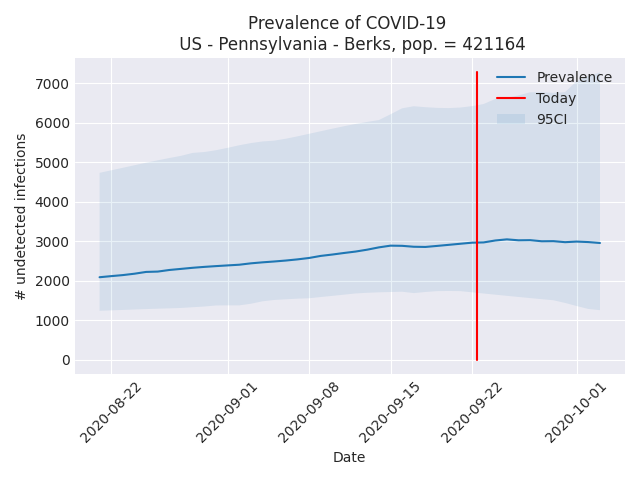 Prevalence of COVID-19
US - Pennsylvania - Berks, pop. = 421164
Prevalence
Today
95CI
# undetected infections
7000
6000
5000
4000
3000
2000
1000
0
2020-08-22
2020-09-01
2020-09-08
2020-09-15
2020-09-22
2020-10-01
Date